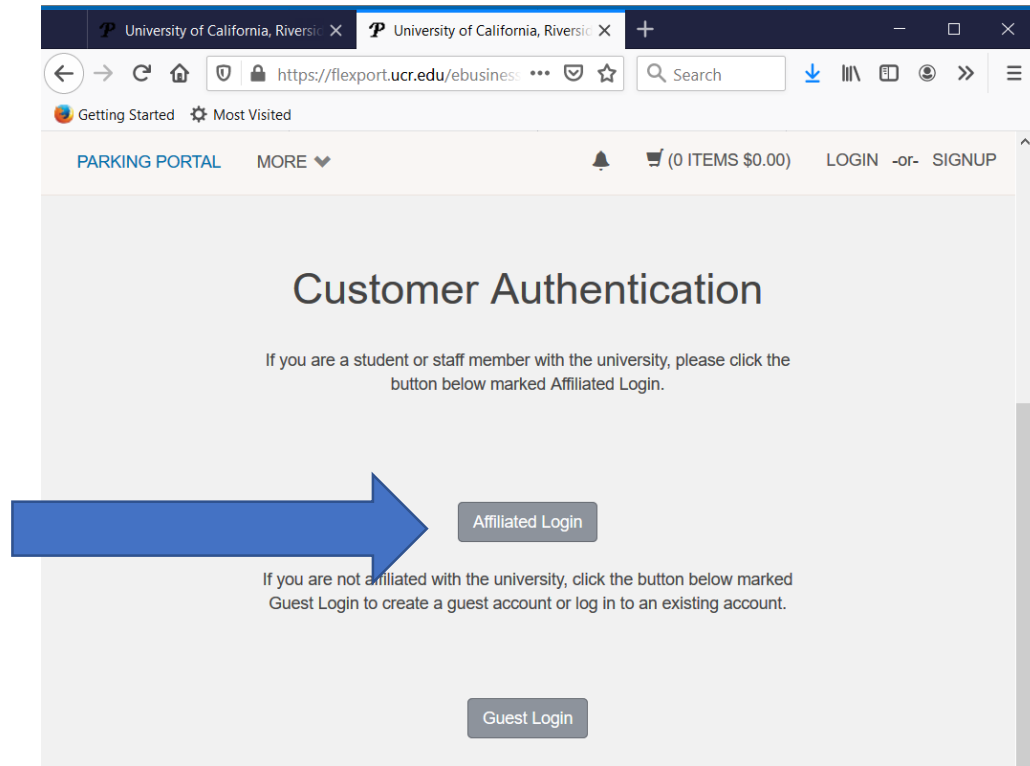 University of California, Riversid
University of California, Riversid
https://flexport.ucr.edu/ebusiness
Search
Getting Started
Most Visited
PARKING PORTAL
MORE
(0 ITEMS $0.00)
LOGIN -or- SIGNUP
Customer Authentication
If you are a student or staff member with the university, please click the
button below marked Affiliated Login.
Affiliated Login
If you are not affiliated with the university, click the button below marked
Guest Login to create a guest account or log in to an existing account.
Guest Login